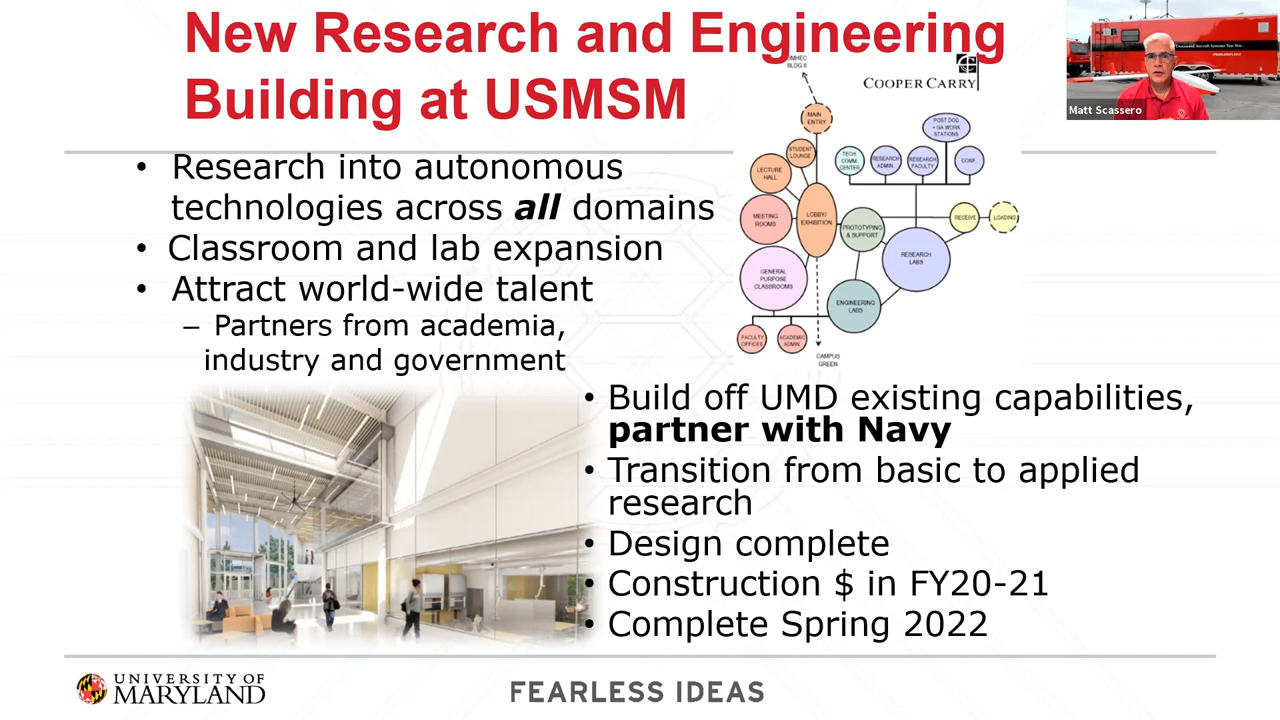 New Research and Engineering
Building at USMSM
Matt Scassero
• Research into autonomous
technologies across all domains
• Classroom and lab expansion
• Attract world-wide talent
– Partners from academia,
industry and government
BLDG II
COOPER CARRY
MAIN
ENTRY
STUDENT
LOUNGE
LECTURE
HALL
MEETING
ROOMS
LOBBY/
EXHIBITION
GENERAL
PURPOSE
CLASSROOMS
FACULTY
OFFICES
ACADEMIC
ADMIN.
POST DOC
+ GA WORK
STATIONS
TECH
COMM
CENTER
RESEARCH
ADMIN.
RESEARCH
FACULTY
CONF.
PROTOTYPING
& SUPPORT
RECEIVE
LOADING
RESEARCH
LABS
ENGINEERING
LABS
CAMPUS
GREEN
• Build off UMD existing capabilities,
partner with Navy
• Transition from basic to applied
research
• Design complete
• Construction $ in FY20-21
• Complete Spring 2022
UNIVERSITY OF
MARYLAND
FEARLESS IDEAS